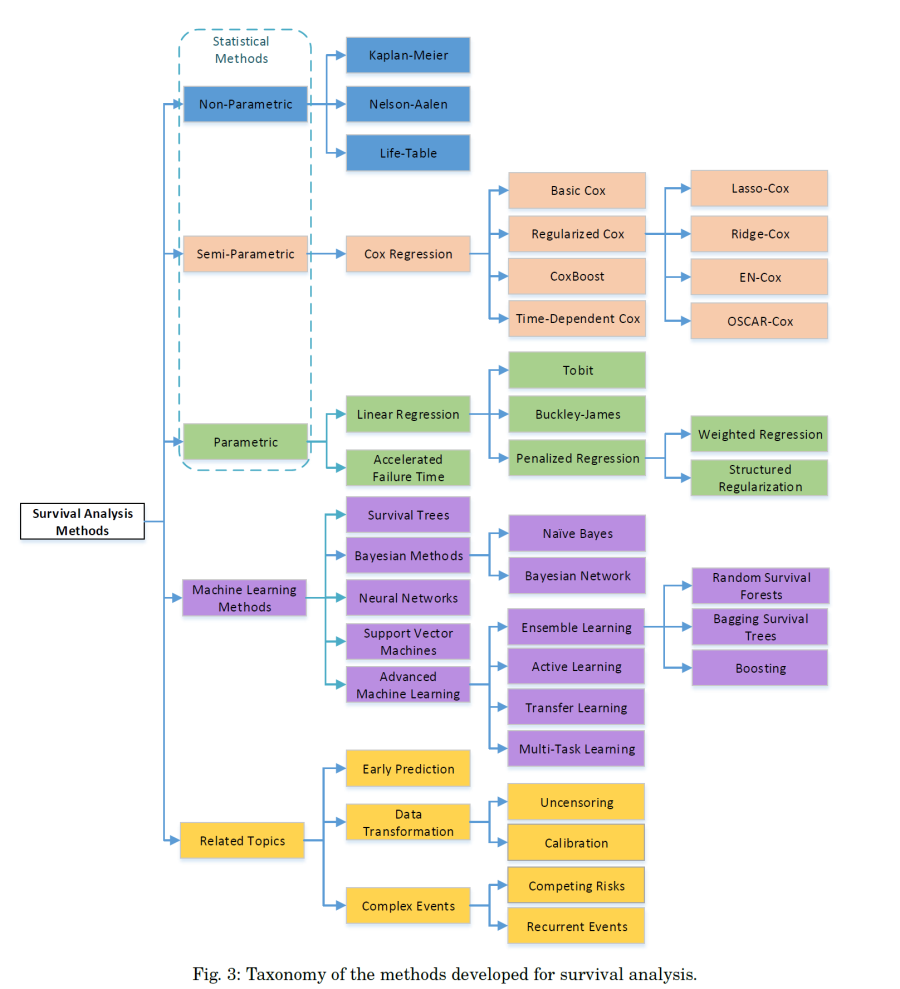 Statistical
Methods
Non-Parametric
Kaplan-Meier
Nelson-Aalen
Life-Table
Semi-Parametric
Cox Regression
Basic Cox
Regularized Cox
CoxBoost
Time-Dependent Cox
Lasso-Cox
Ridge-Cox
EN-Cox
OSCAR-Cox
Parametric
Linear Regression
Accelerated
Failure Time
Tobit
Buckley-James
Penalized Regression
Weighted Regression
Structured
Regularization
Survival Analysis
Methods
Machine Learning
Methods
Survival Trees
Bayesian Methods
Neural Networks
Support Vector
Machines
Advanced
Machine Learning
Naïve Bayes
Bayesian Network
Ensemble Learning
Active Learning
Transfer Learning
Multi-Task Learning
Random Survival
Forests
Bagging Survival
Trees
Boosting
Related Topics
Early Prediction
Data
Transformation
Complex Events
Uncensoring
Calibration
Competing Risks
Recurrent Events
Fig. 3: Taxonomy of the methods developed for survival analysis.